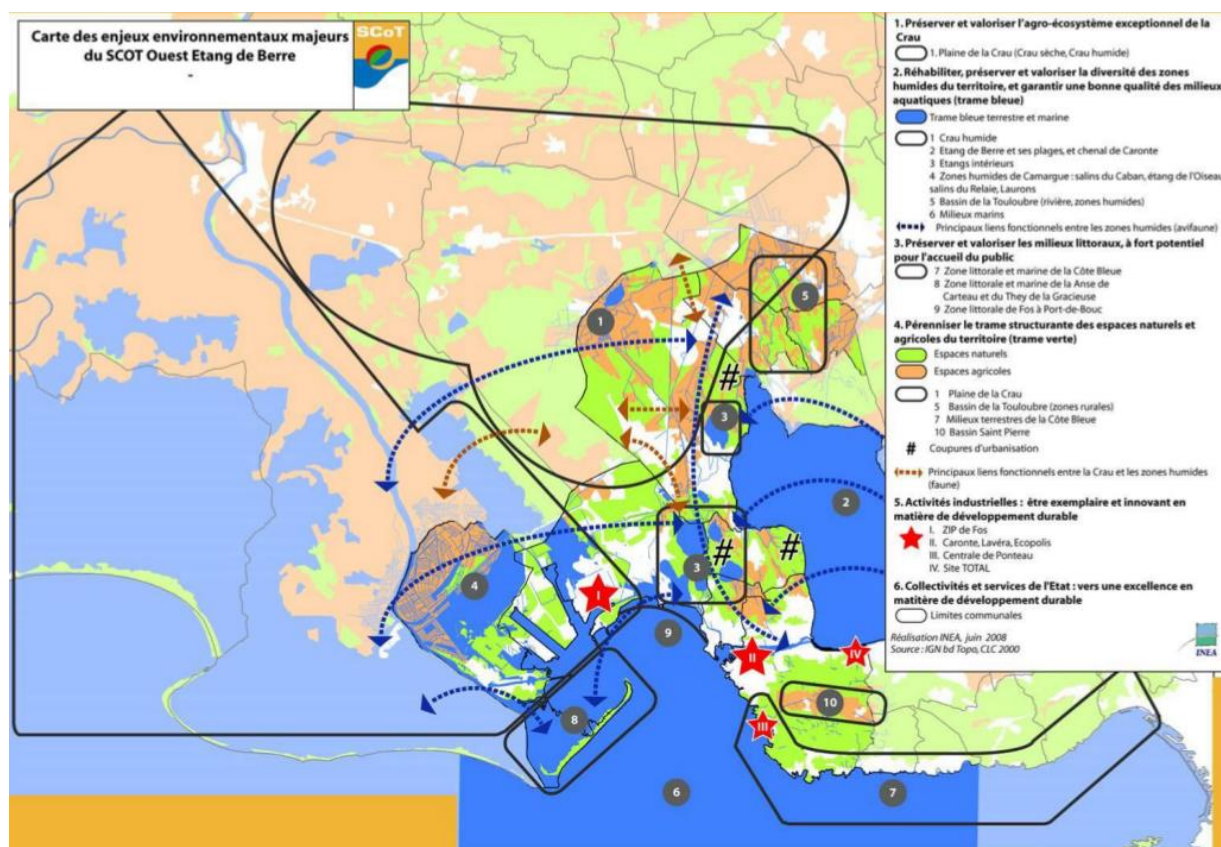 Carte des enjeux environnementaux majeurs
du SCOT Ouest Etang de Berre
-
SCoT
1. Préserver et valoriser l'agro-écosystème exceptionnel de la
Crau
1. Plaine de la Crau (Crau sèche, Crau humide)
2. Réhabiliter, préserver et valoriser la diversité des zones
humides du territoire, et garantir une bonne qualité des milieux
aquatiques (trame bleue)
Trame bleue terrestre et marine
1 Crau humide
2 Etang de Berre et ses plages, et chenal de Caronte
3 Etangs intérieurs
4 Zones humides de Camargue : salins du Caban, étang de l'Oiseau
salins du Relaie, Laurons
5 Bassin de la Touloubre (rivière, zones humides)
6 Milieux marins
Principaux liens fonctionnels entre les zones humides (avifaune)
3. Préserver et valoriser les milieux littoraux, à fort potentiel
pour l'accueil du public
7 Zone littorale et marine de la Côte Bleue
8 Zone littorale et marine de la Anse de
Carteau et du They de la Gracieuse
9 Zone littorale de Fos à Port-de-Bouc
4. Pérenniser le trame structurante des espaces naturels et
agricoles du territoire (trame verte)
Espaces naturels
Espaces agricoles
1 Plaine de la Crau
5 Bassin de la Touloubre (zones rurales)
7 Milieux terrestres de la Côte Bleue
10 Bassin Saint Pierre
# Coupures d'urbanisation
Principaux liens fonctionnels entre la Crau et les zones humides
(faune)
5. Activités industrielles : être exemplaire et innovant en
matière de développement durable
I. ZIP de Fos
II. Caronte, Lavéra, Ecopolis
III. Centrale de Ponteau
IV. Site TOTAL
6. Collectivités et services de l'Etat : vers une excellence en
matitère de développement durable
Limites communales
Réalisation INEA, juin 2008
Source : IGN bd Topo, CLC 2000
INEA
5
1
#
3
2
#
#
3
4
I
9
II
IV
10
8
III
6
7